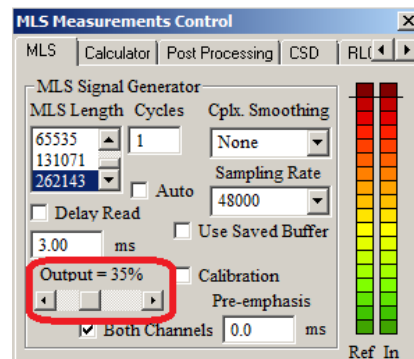 MLS Measurements Control
MLS Calculator Post Processing CSD
MLS Signal Generator
MLS Length Cycles Cplx. Smoothing
65535 1 None
131071
262143 Auto Sampling Rate
48000
Delay Read
3.00 ms Use Saved Buffer
Output = 35% Calibration
Pre-emphasis
Both Channels 0.0 ms
Ref In